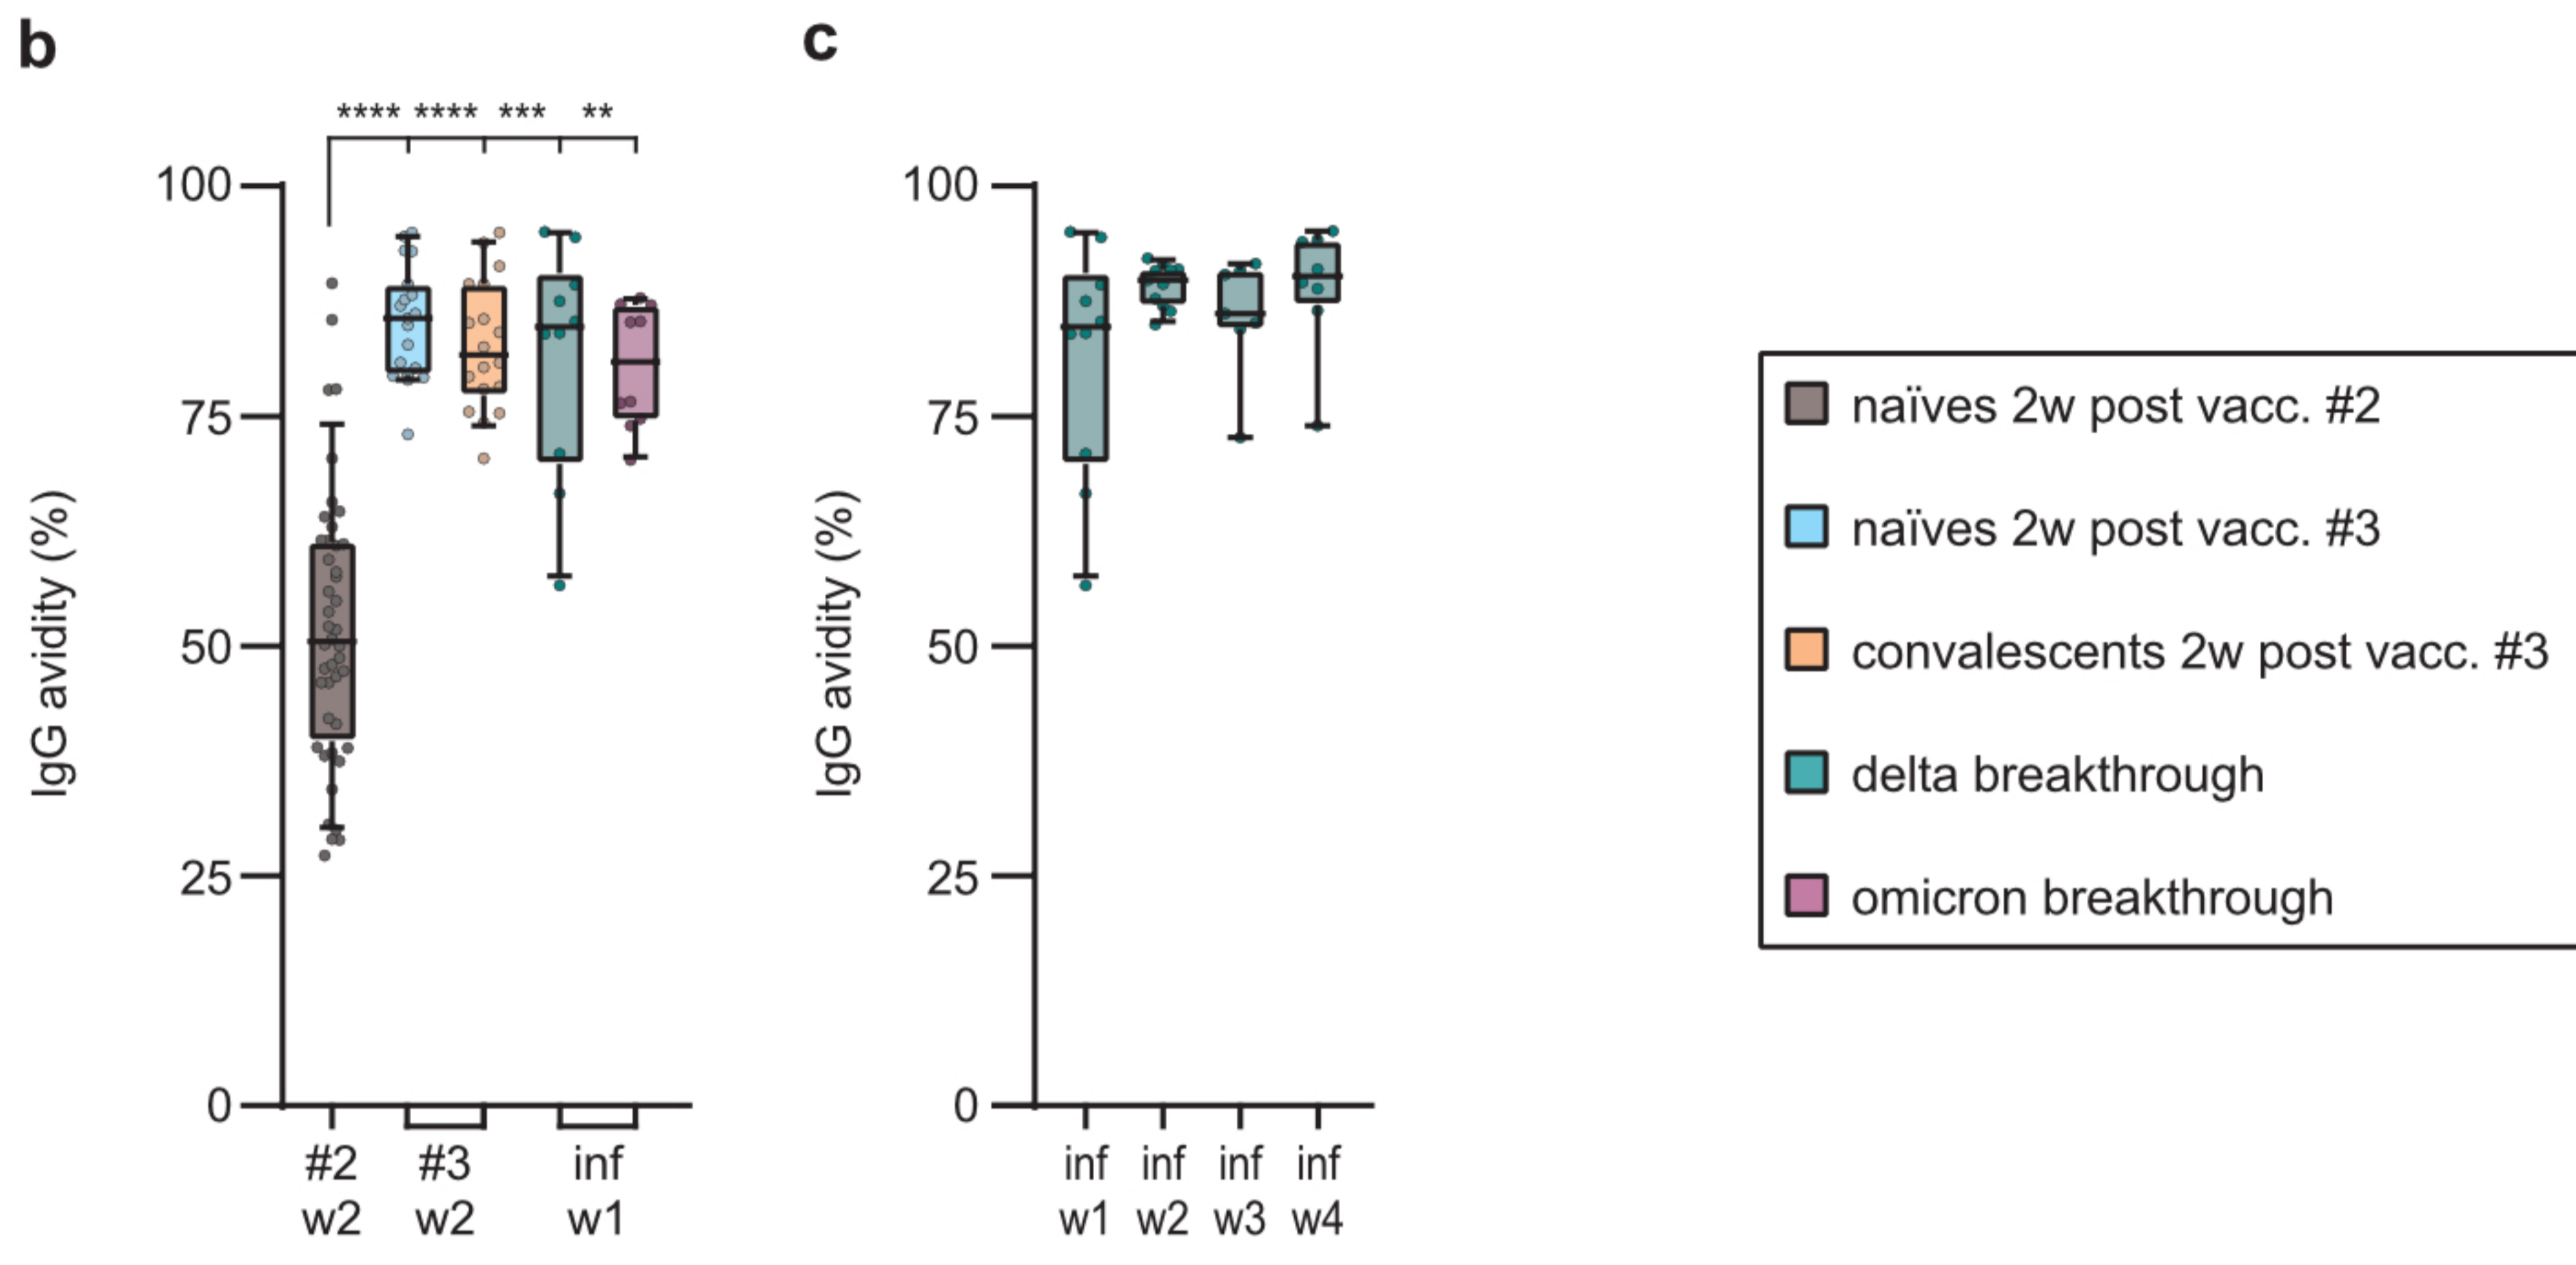 b
**** **** *** **
100
75
50
25
0
IgG avidity (%)
#2 #3 inf
w2 w2 w1
c
100
75
50
25
0
IgG avidity (%)
inf inf inf inf
w1 w2 w3 w4
naïves 2w post vacc. #2
naïves 2w post vacc. #3
convalescents 2w post vacc. #3
delta breakthrough
omicron breakthrough